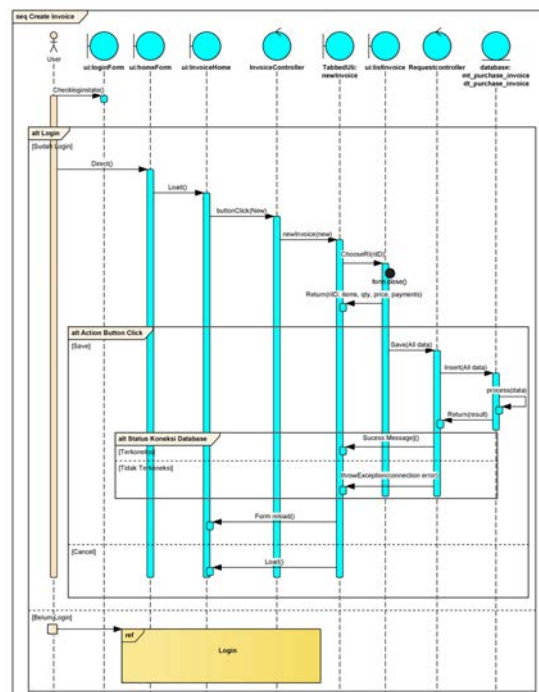 seq Create Invoice
User
ui:loginForm
ui:homeForm
ui:InvoiceHome
InvoiceController
TabbedUIi:
newInvoice
ui:listInvoice
Requestcontroller
database:
mt_purchase_invoice
dt_purchase_invoice
Checkloginstate()
alt Login
[Sudah Login]
Direct()
Load()
buttonClick(New)
newInvoice(new)
ChooseRI(riID)
form.close()
Return(riID, items, qty, price, payments)
alt Action Button Click
[Save]
Save(All data)
Insert(All data)
process(data)
Return(result)
alt Status Koneksi Database
Sucess Message()
[Terkoneksi]
[Tidak Terkoneksi]
throwException(connection error)
Form reload()
[Cancel]
Load()
[Belum Login]
ref
Login